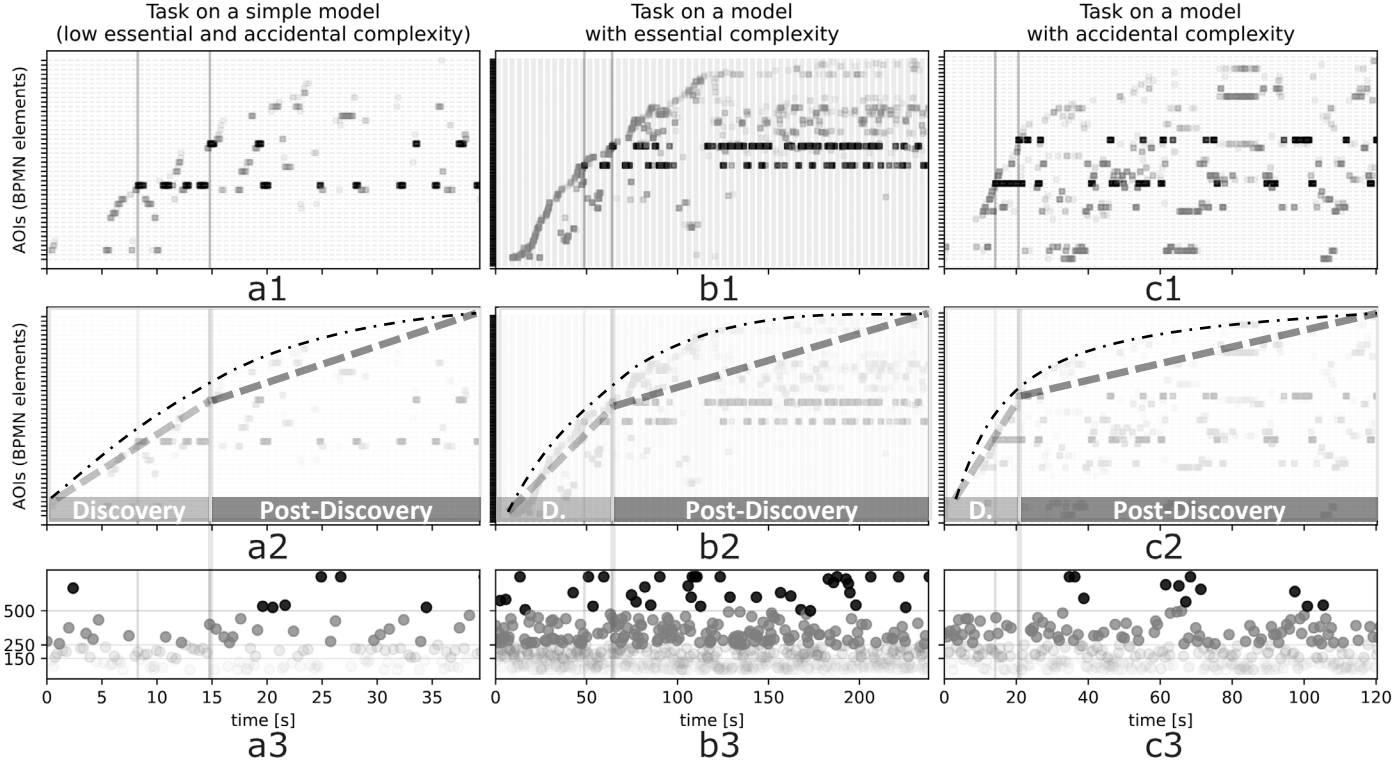 Task on a simple model
(low essential and accidental complexity)
Task on a model
with essential complexity
Task on a model
with accidental complexity
AOIs (BPMN elements)
a1
b1
c1
AOIs (BPMN elements)
Discovery
Post-Discovery
D.
Post-Discovery
D.
Post-Discovery
a2
b2
c2
500
250
150
0 5 10 15 20 25 30 35
0 50 100 150 200
0 20 40 60 80 100 120
time [s]
time [s]
time [s]
a3
b3
c3